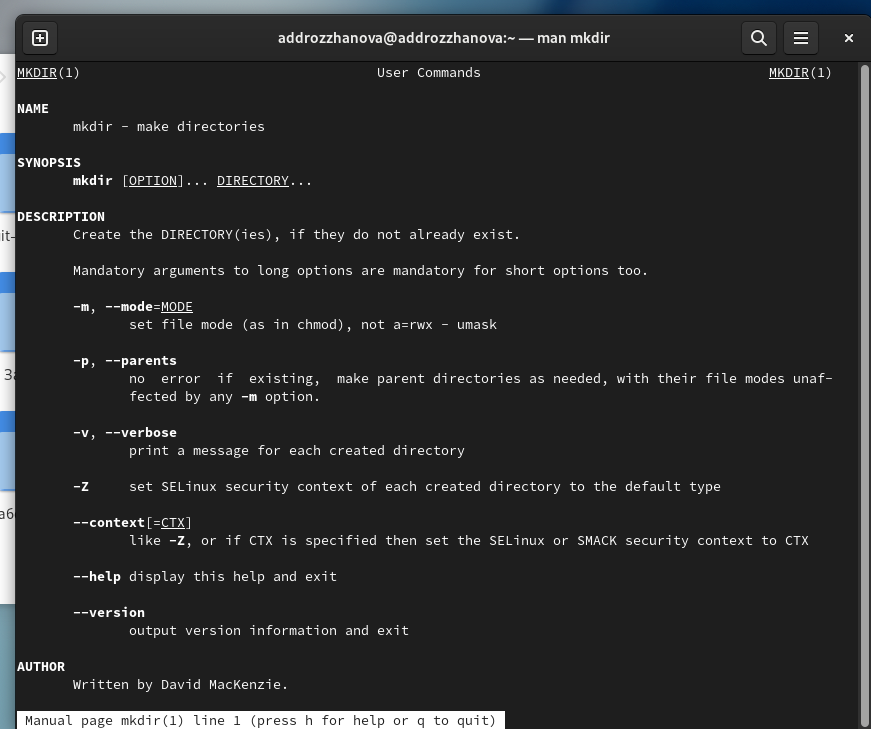 addrozzhanova@addrozzhanova:~ — man mkdir
MKDIR(1) User Commands MKDIR(1)
NAME
mkdir - make directories
SYNOPSIS
mkdir [OPTION]... DIRECTORY...
DESCRIPTION
Create the DIRECTORY(ies), if they do not already exist.
Mandatory arguments to long options are mandatory for short options too.
-m, --mode=MODE
set file mode (as in chmod), not a=rwx - umask
-p, --parents
no error if existing, make parent directories as needed, with their file modes unaf-
fected by any -m option.
-v, --verbose
print a message for each created directory
-Z set SELinux security context of each created directory to the default type
--context[=CTX]
like -Z, or if CTX is specified then set the SELinux or SMACK security context to CTX
--help display this help and exit
--version
output version information and exit
AUTHOR
Written by David MacKenzie.
Manual page mkdir(1) line 1 (press h for help or q to quit)